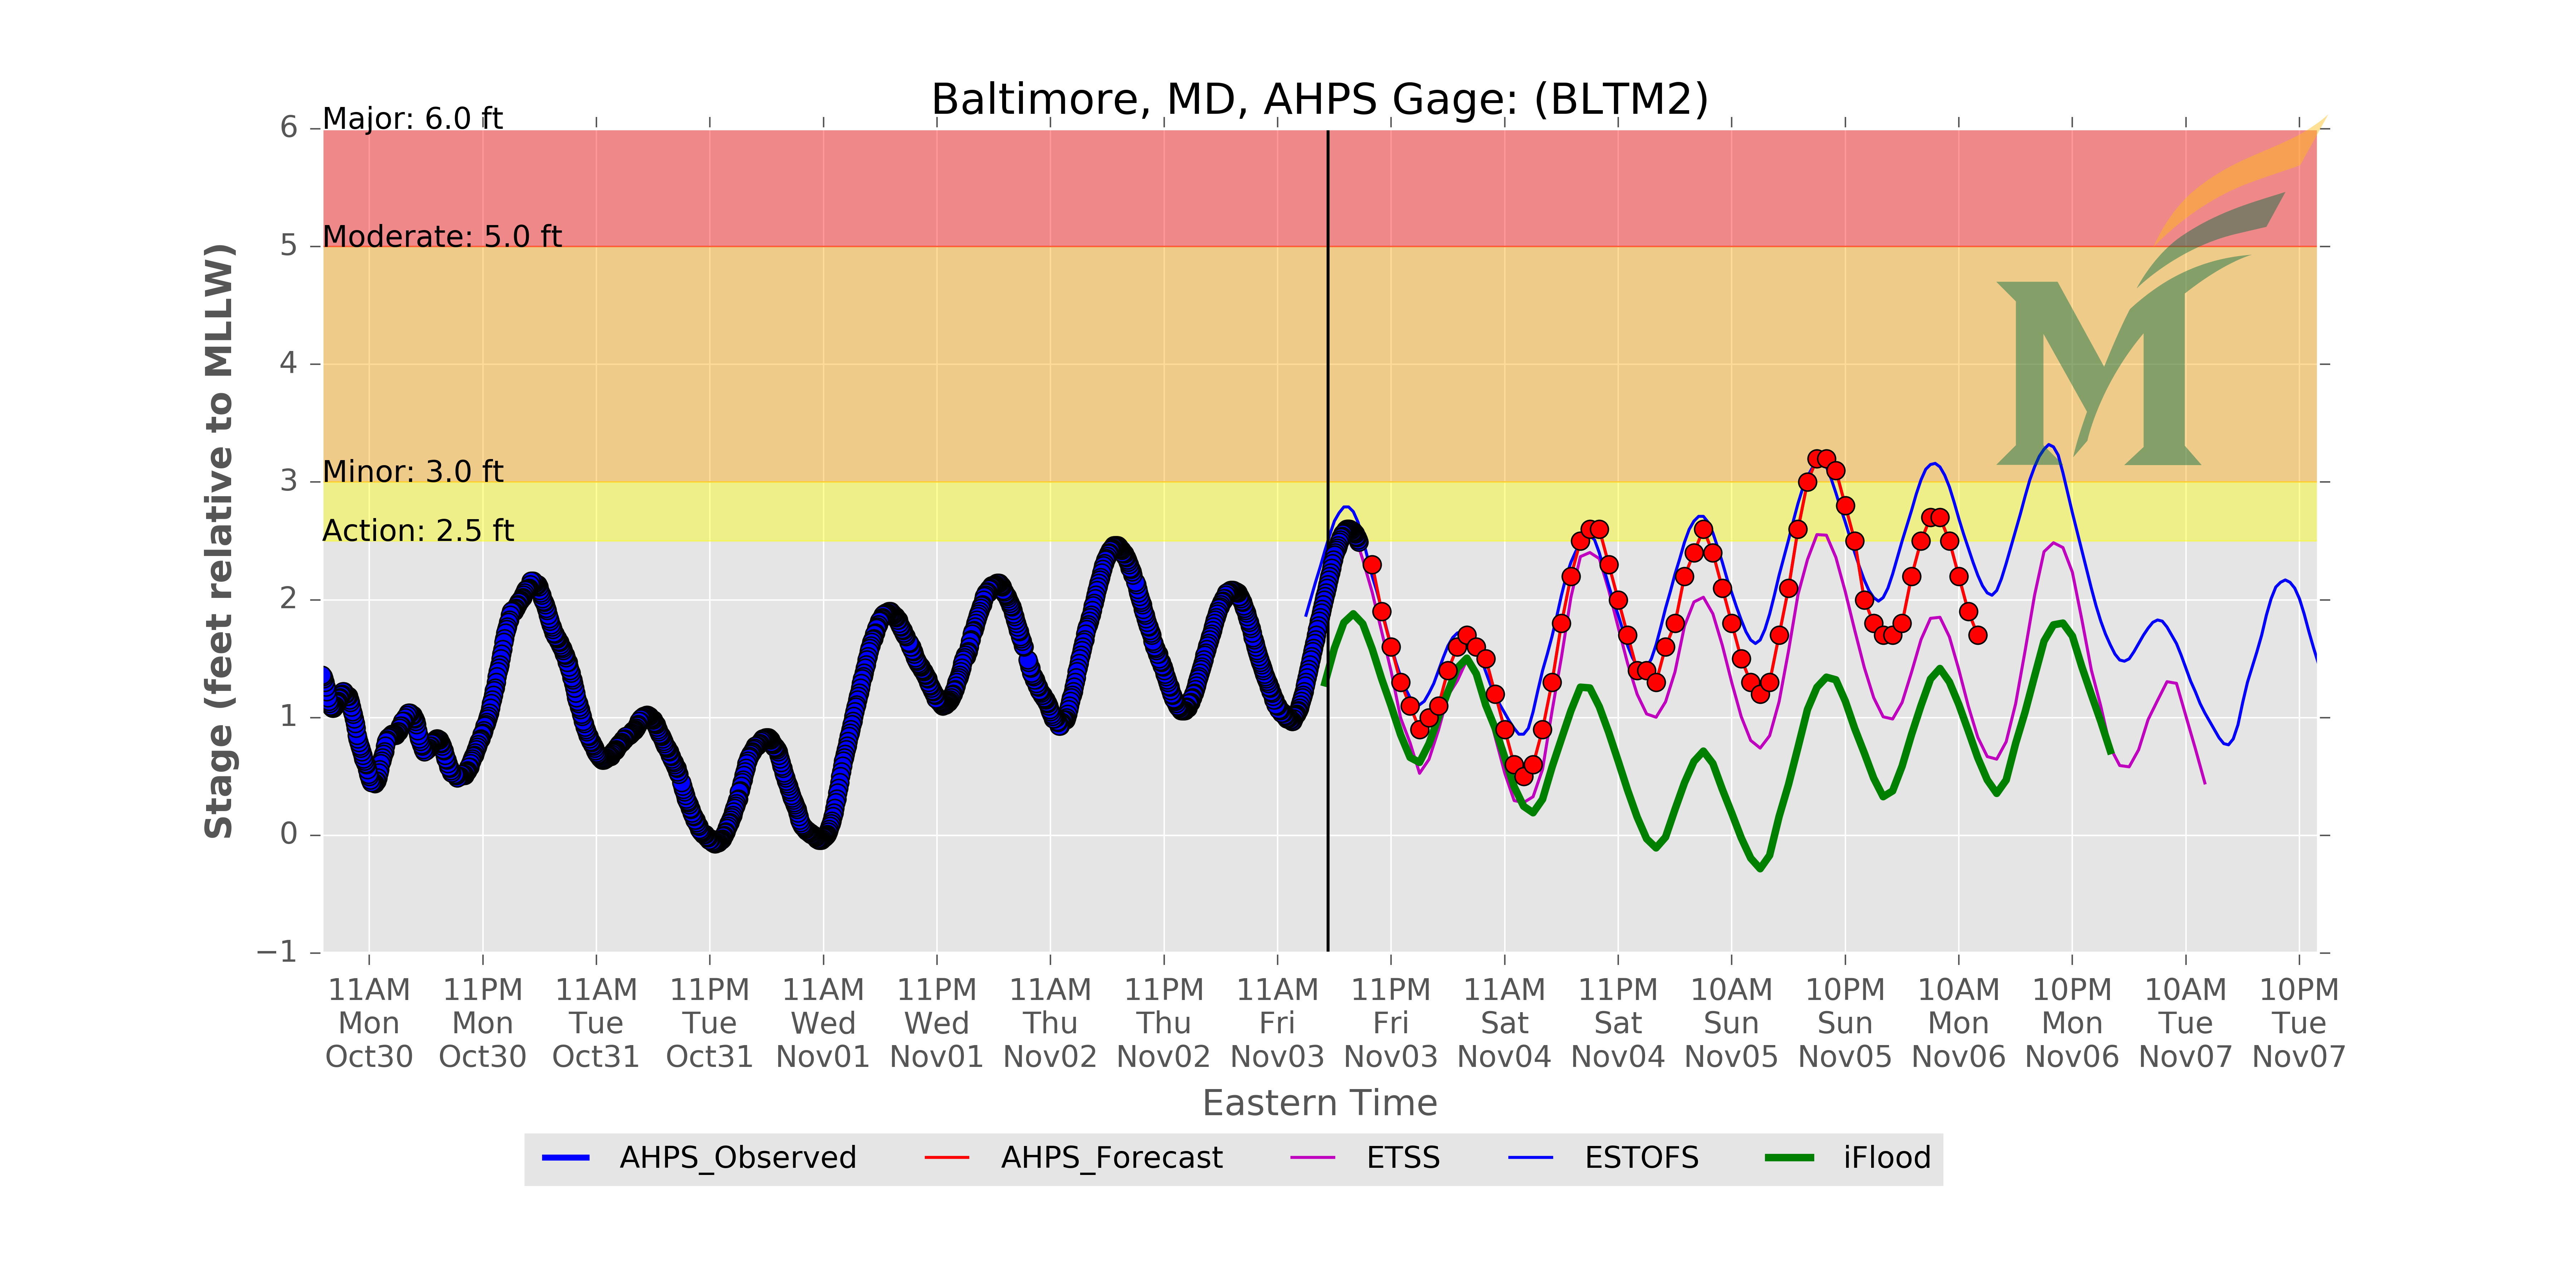 Baltimore, MD, AHPS Gage: (BLTM2)
Major: 6.0 ft
Moderate: 5.0 ft
Minor: 3.0 ft
Action: 2.5 ft
6
5
4
3
2
1
0
−1
Stage (feet relative to MLLW)
11AM 11PM 11AM 11PM 11AM 11PM 11AM 11PM 11AM 11PM 11AM 11PM 10AM 10PM 10AM 10PM 10AM 10PM
Mon Mon Tue Tue Wed Wed Thu Thu Fri Fri Sat Sat Sun Sun Mon Mon Tue Tue
Oct30 Oct30 Oct31 Oct31 Nov01 Nov01 Nov02 Nov02 Nov03 Nov03 Nov04 Nov04 Nov05 Nov05 Nov06 Nov06 Nov07 Nov07
Eastern Time
AHPS_Observed AHPS_Forecast ETSS ESTOFS iFlood
M